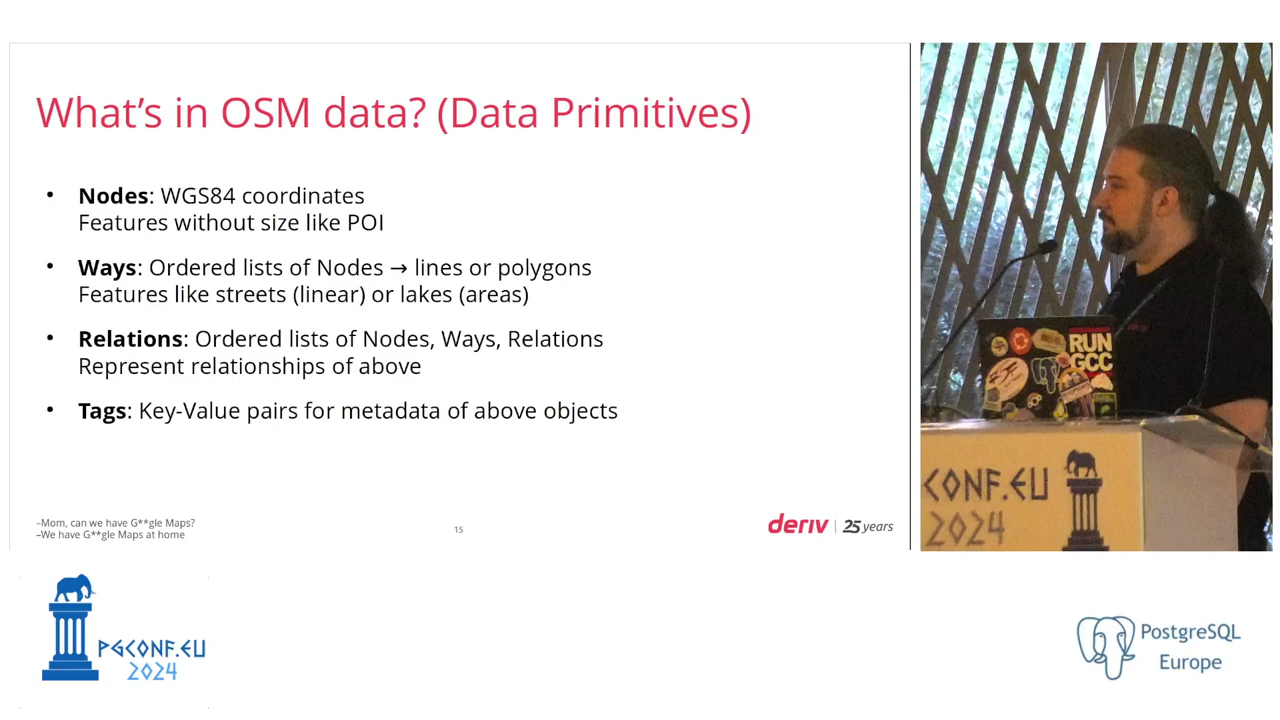 What's in OSM data? (Data Primitives)
• Nodes: WGS84 coordinates
Features without size like POI
• Ways: Ordered lists of Nodes → lines or polygons
Features like streets (linear) or lakes (areas)
• Relations: Ordered lists of Nodes, Ways, Relations
Represent relationships of above
• Tags: Key-Value pairs for metadata of above objects
–Mom, can we have G**gle Maps?
–We have G**gle Maps at home
15
deriv | 25 years
RUN
GCC
CONF.EU
2024
PGCONF.EU
2024
PostgreSQL
Europe